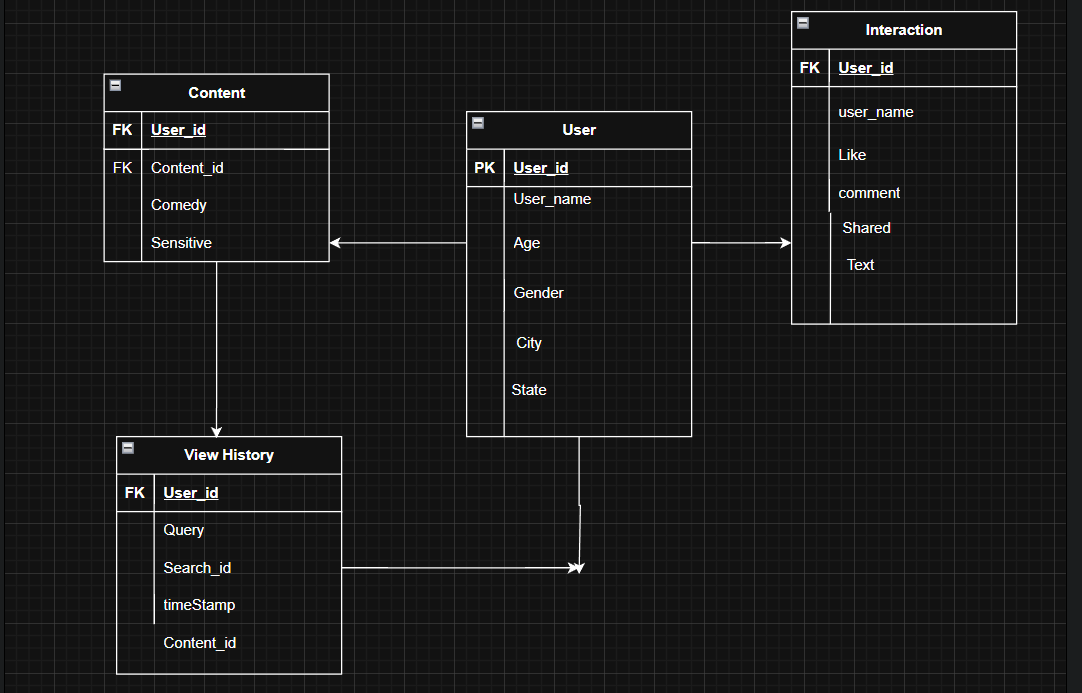 Content
FK User_id
FK Content_id
Comedy
Sensitive
User
PK User_id
User_name
Age
Gender
City
State
Interaction
FK User_id
user_name
Like
comment
Shared
Text
View History
FK User_id
Query
Search_id
timeStamp
Content_id